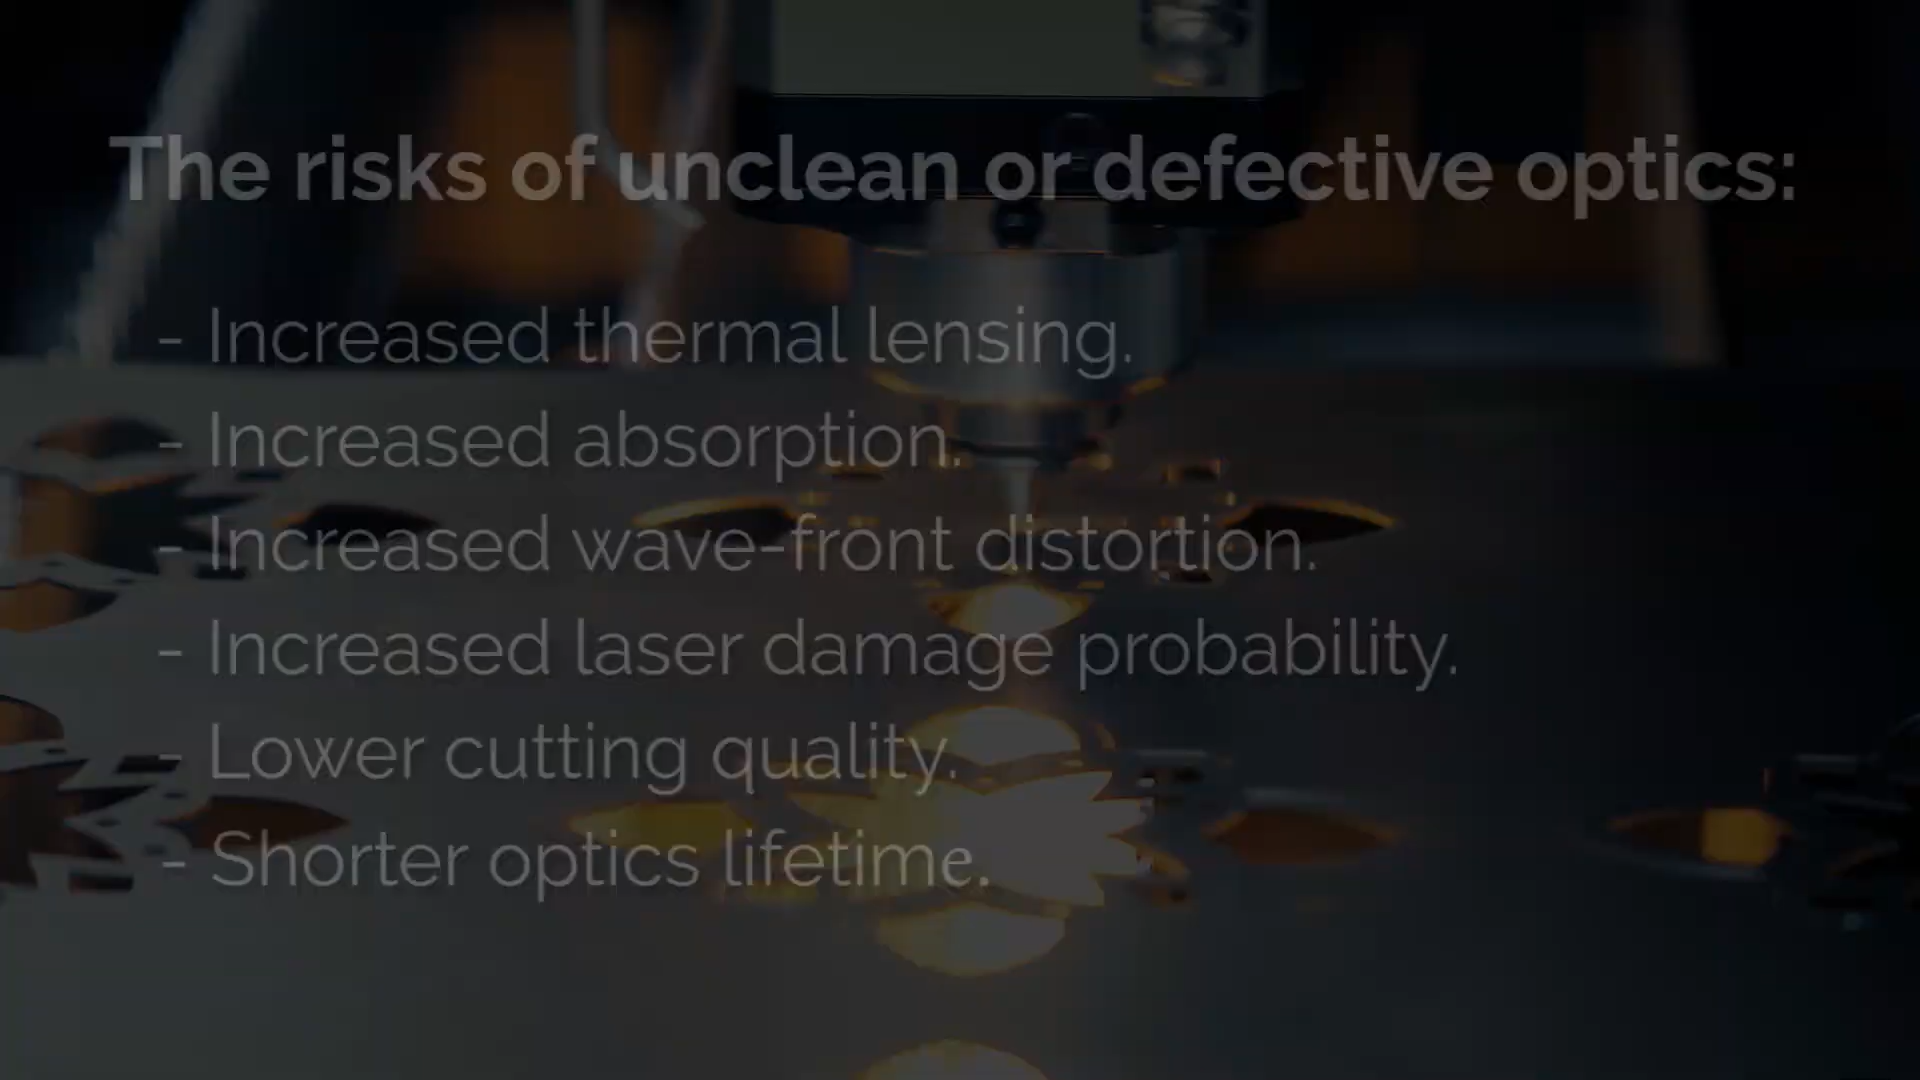 The risks of unclean or defective optics:
- Increased thermal lensing.
- Increased absorption.
- Increased wave-front distortion.
- Increased laser damage probability.
- Lower cutting quality.
- Shorter optics lifetime.